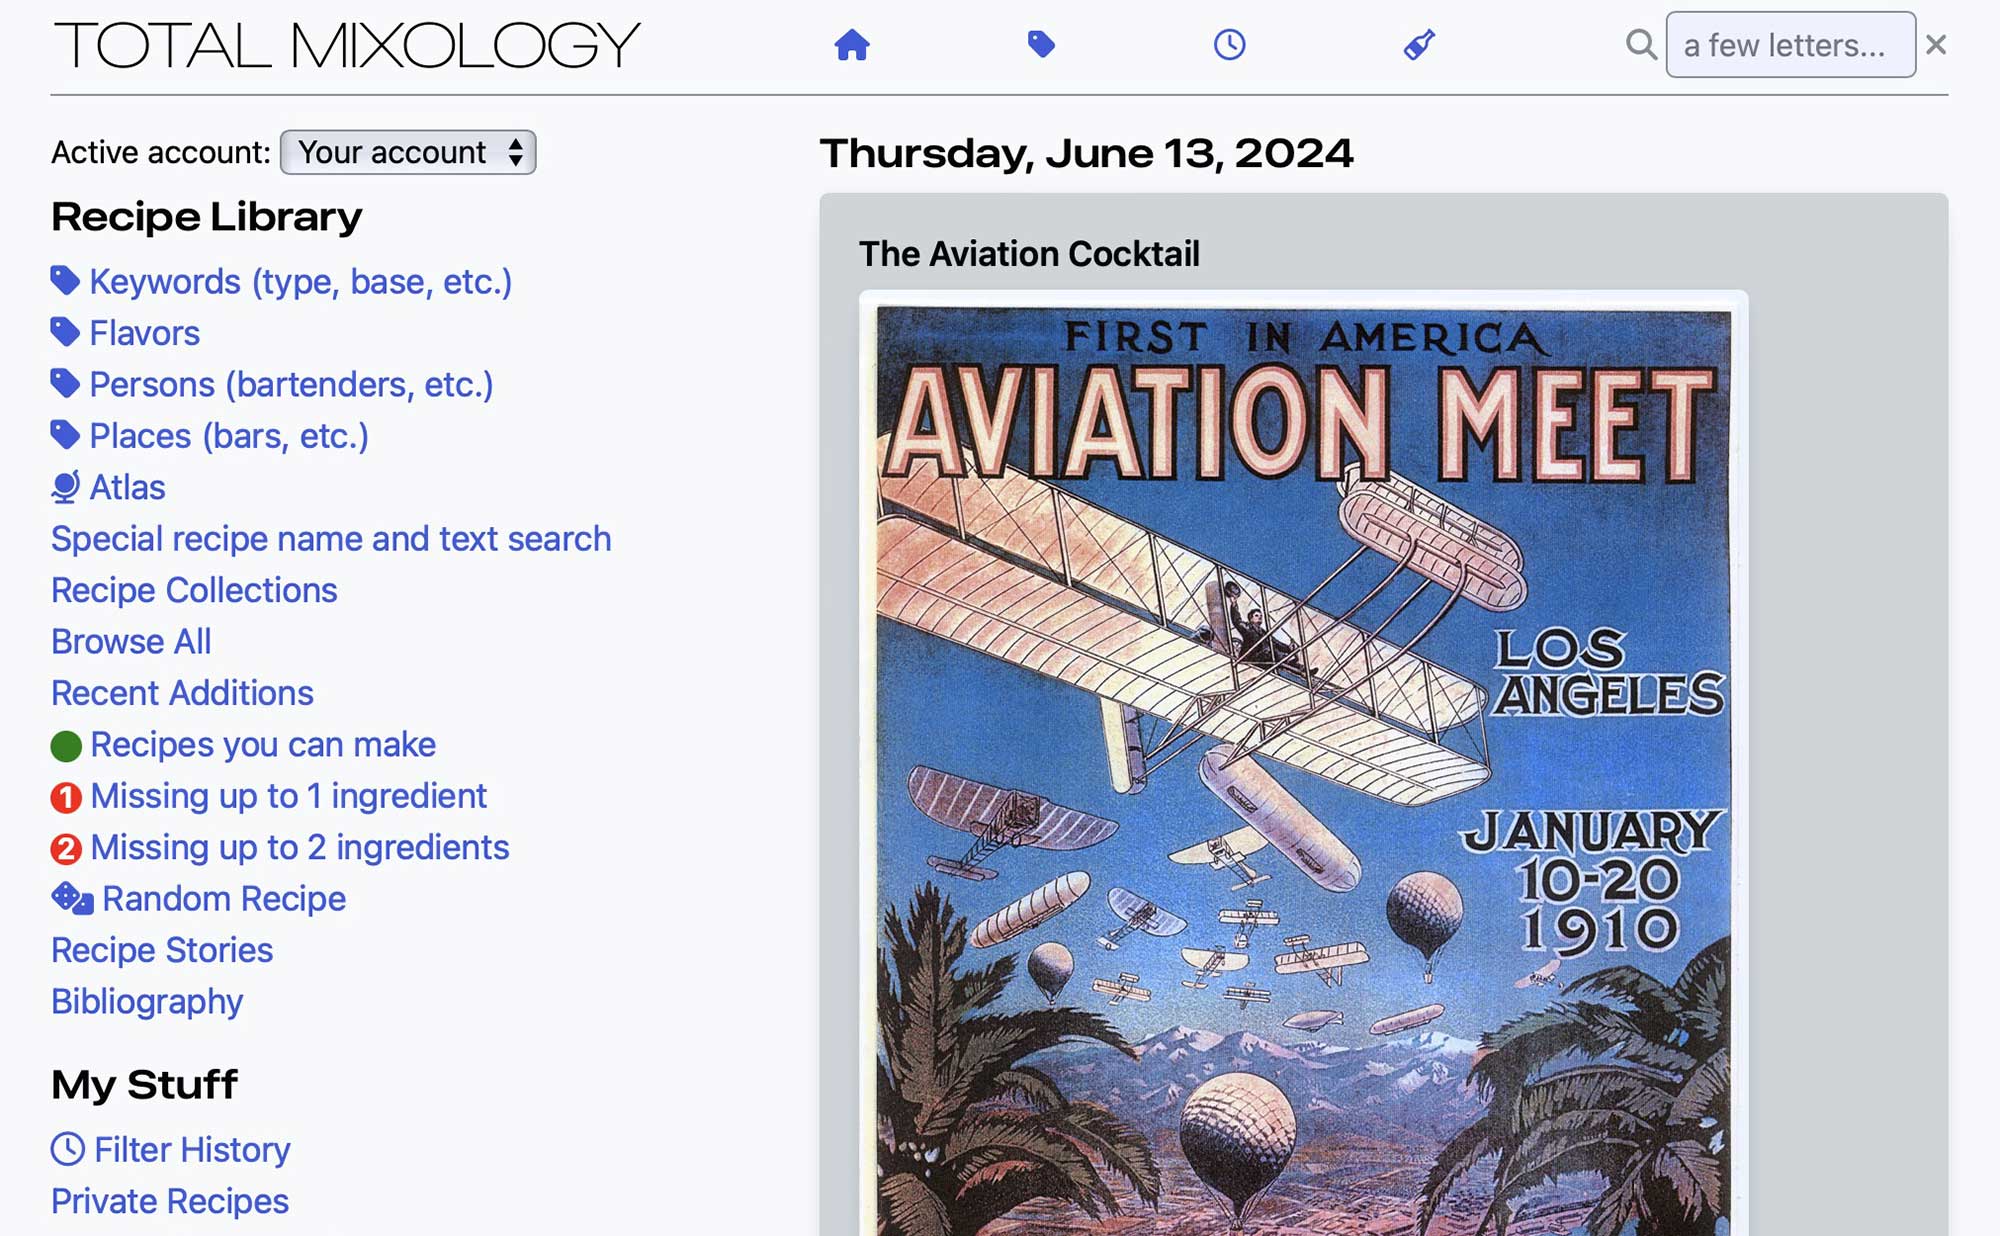 TOTAL MIXOLOGY
a few letters...
Active account: Your account
Recipe Library
Keywords (type, base, etc.)
Flavors
Persons (bartenders, etc.)
Places (bars, etc.)
Atlas
Special recipe name and text search
Recipe Collections
Browse All
Recent Additions
Recipes you can make
1 Missing up to 1 ingredient
2 Missing up to 2 ingredients
Random Recipe
Recipe Stories
Bibliography
My Stuff
Filter History
Private Recipes
Thursday, June 13, 2024
The Aviation Cocktail
FIRST IN AMERICA
AVIATION MEET
LOS
ANGELES
JANUARY
10-20
1910